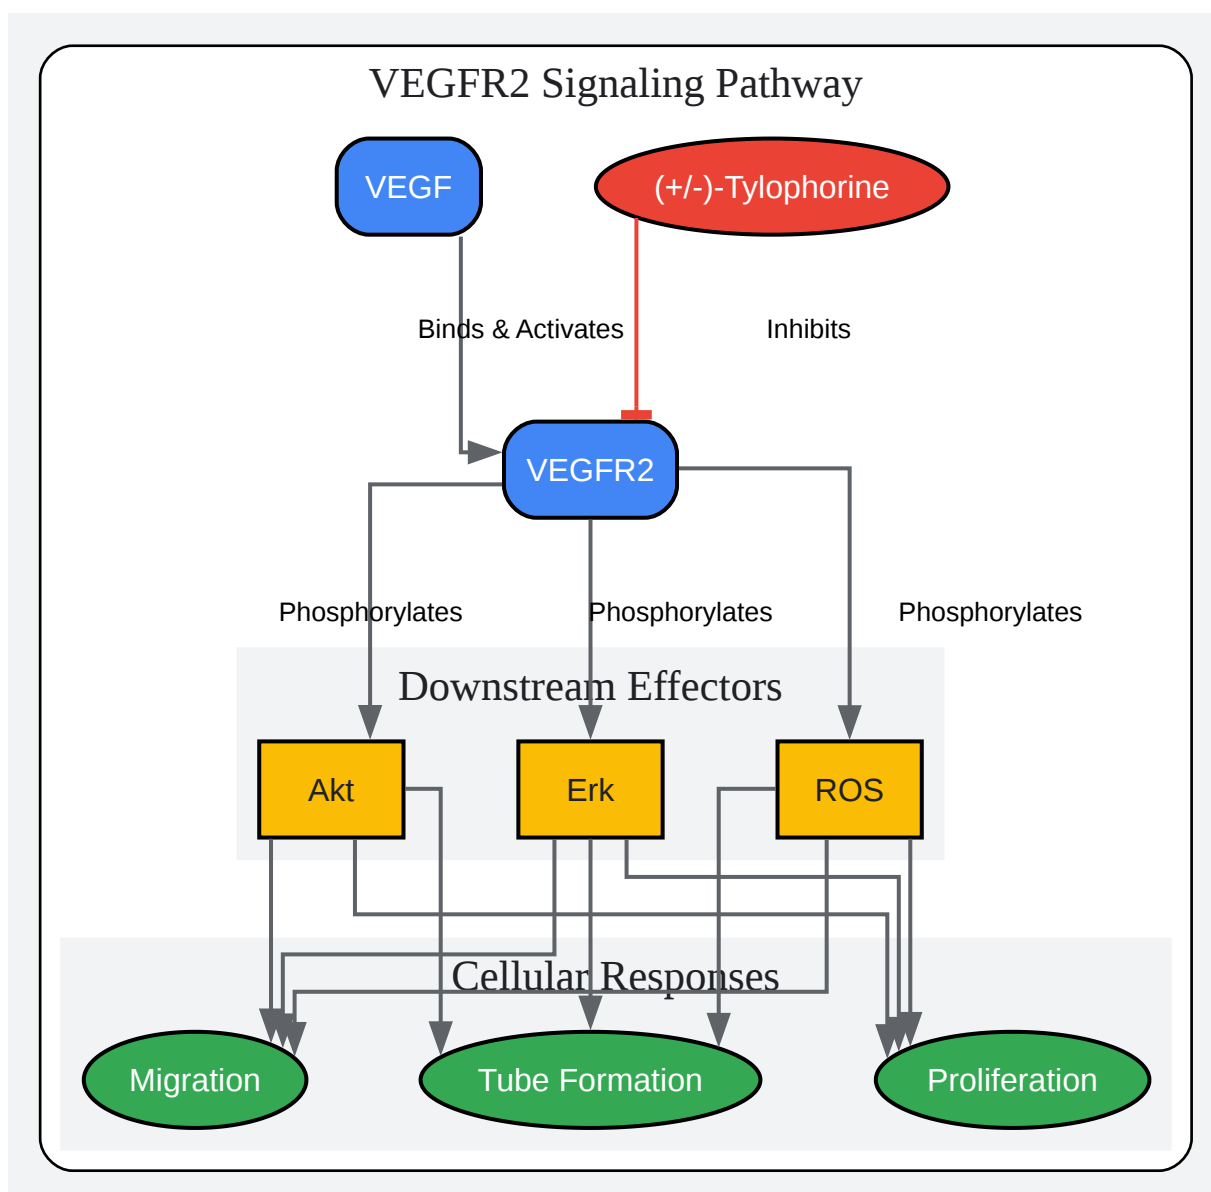 VEGFR2 Signaling Pathway
VEGF
(+/-)-Tylophorine
Binds & Activates
Inhibits
VEGFR2
Phosphorylates
Phosphorylates
Phosphorylates
Downstream Effectors
Akt
Erk
ROS
Cellular Responses
Migration
Tube Formation
Proliferation